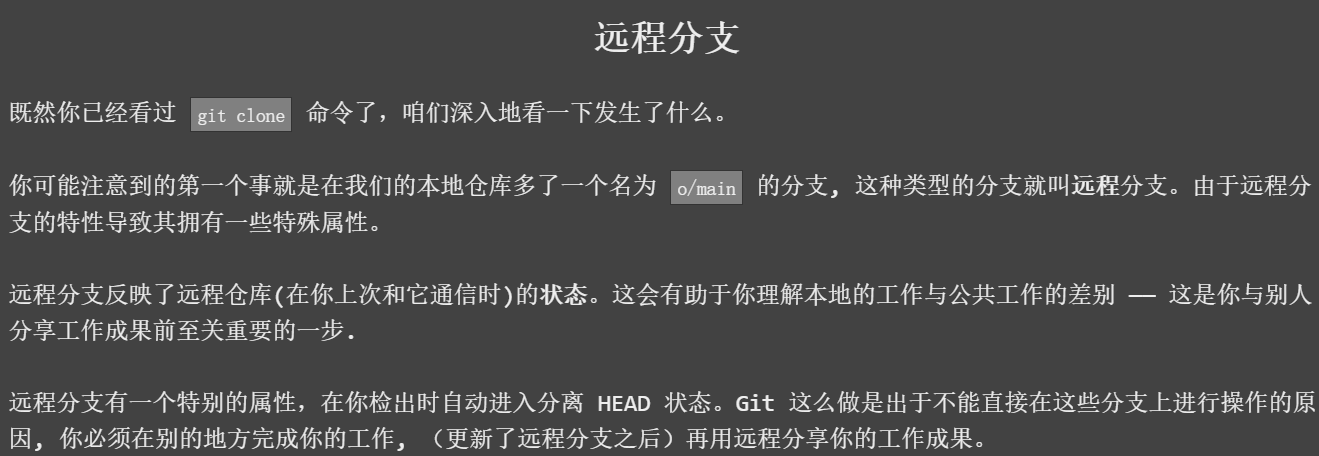 远程分支
既然你已经看过 git clone 命令了，咱们深入地看一下发生了什么。
你可能注意到的第一个事就是在我们的本地仓库多了一个名为 o/main 的分支, 这种类型的分支就叫远程分支。由于远程分
支的特性导致其拥有一些特殊属性。
远程分支反映了远程仓库(在你上次和它通信时)的状态。这会有助于你理解本地的工作与公共工作的差别 —— 这是你与别人
分享工作成果前至关重要的一步.
远程分支有一个特别的属性，在你检出时自动进入分离 HEAD 状态。Git 这么做是出于不能直接在这些分支上进行操作的原
因, 你必须在别的地方完成你的工作, （更新了远程分支之后）再用远程分享你的工作成果。